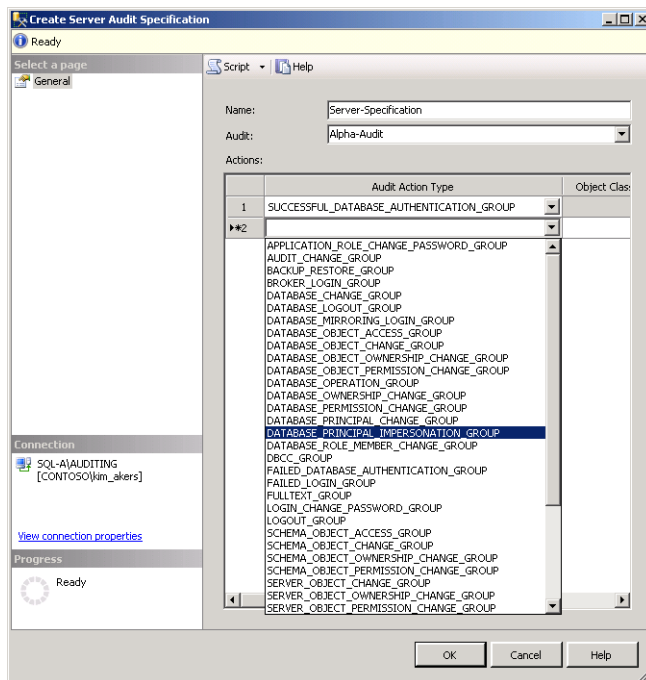 Create Server Audit Specification
Ready
Select a page
General
Script
Help
Name:
Server-Specification
Audit:
Alpha-Audit
Actions:
Audit Action Type
Object Clas
1
SUCCESSFUL_DATABASE_AUTHENTICATION_GROUP
*2
APPLICATION_ROLE_CHANGE_PASSWORD_GROUP
AUDIT_CHANGE_GROUP
BACKUP_RESTORE_GROUP
BROKER_LOGIN_GROUP
DATABASE_CHANGE_GROUP
DATABASE_LOGOUT_GROUP
DATABASE_MIRRORING_LOGIN_GROUP
DATABASE_OBJECT_ACCESS_GROUP
DATABASE_OBJECT_CHANGE_GROUP
DATABASE_OBJECT_OWNERSHIP_CHANGE_GROUP
DATABASE_OBJECT_PERMISSION_CHANGE_GROUP
DATABASE_OPERATION_GROUP
DATABASE_OWNERSHIP_CHANGE_GROUP
DATABASE_PERMISSION_CHANGE_GROUP
DATABASE_PRINCIPAL_CHANGE_GROUP
DATABASE_PRINCIPAL_IMPERSONATION_GROUP
DATABASE_ROLE_MEMBER_CHANGE_GROUP
DBCC_GROUP
FAILED_DATABASE_AUTHENTICATION_GROUP
FAILED_LOGIN_GROUP
FULLTEXT_GROUP
LOGIN_CHANGE_PASSWORD_GROUP
LOGOUT_GROUP
SCHEMA_OBJECT_ACCESS_GROUP
SCHEMA_OBJECT_CHANGE_GROUP
SCHEMA_OBJECT_OWNERSHIP_CHANGE_GROUP
SCHEMA_OBJECT_PERMISSION_CHANGE_GROUP
SERVER_OBJECT_CHANGE_GROUP
SERVER_OBJECT_OWNERSHIP_CHANGE_GROUP
SERVER_OBJECT_PERMISSION_CHANGE_GROUP
Connection
SQL-A\AUDITING
[CONTOSO\kim_akers]
View connection properties
Progress
Ready
OK
Cancel
Help